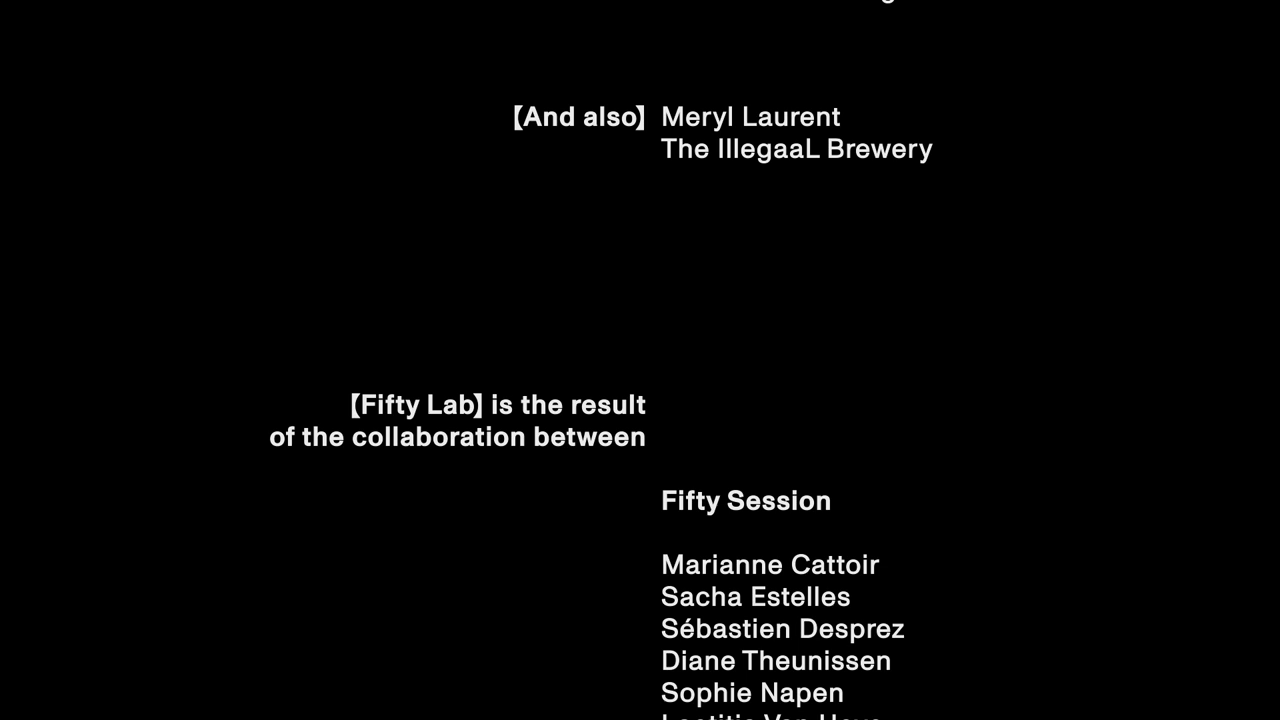 【And also】 Meryl Laurent
The IllegaaL Brewery
【Fifty Lab】 is the result
of the collaboration between
Fifty Session
Marianne Cattoir
Sacha Estelles
Sébastien Desprez
Diane Theunissen
Sophie Napen